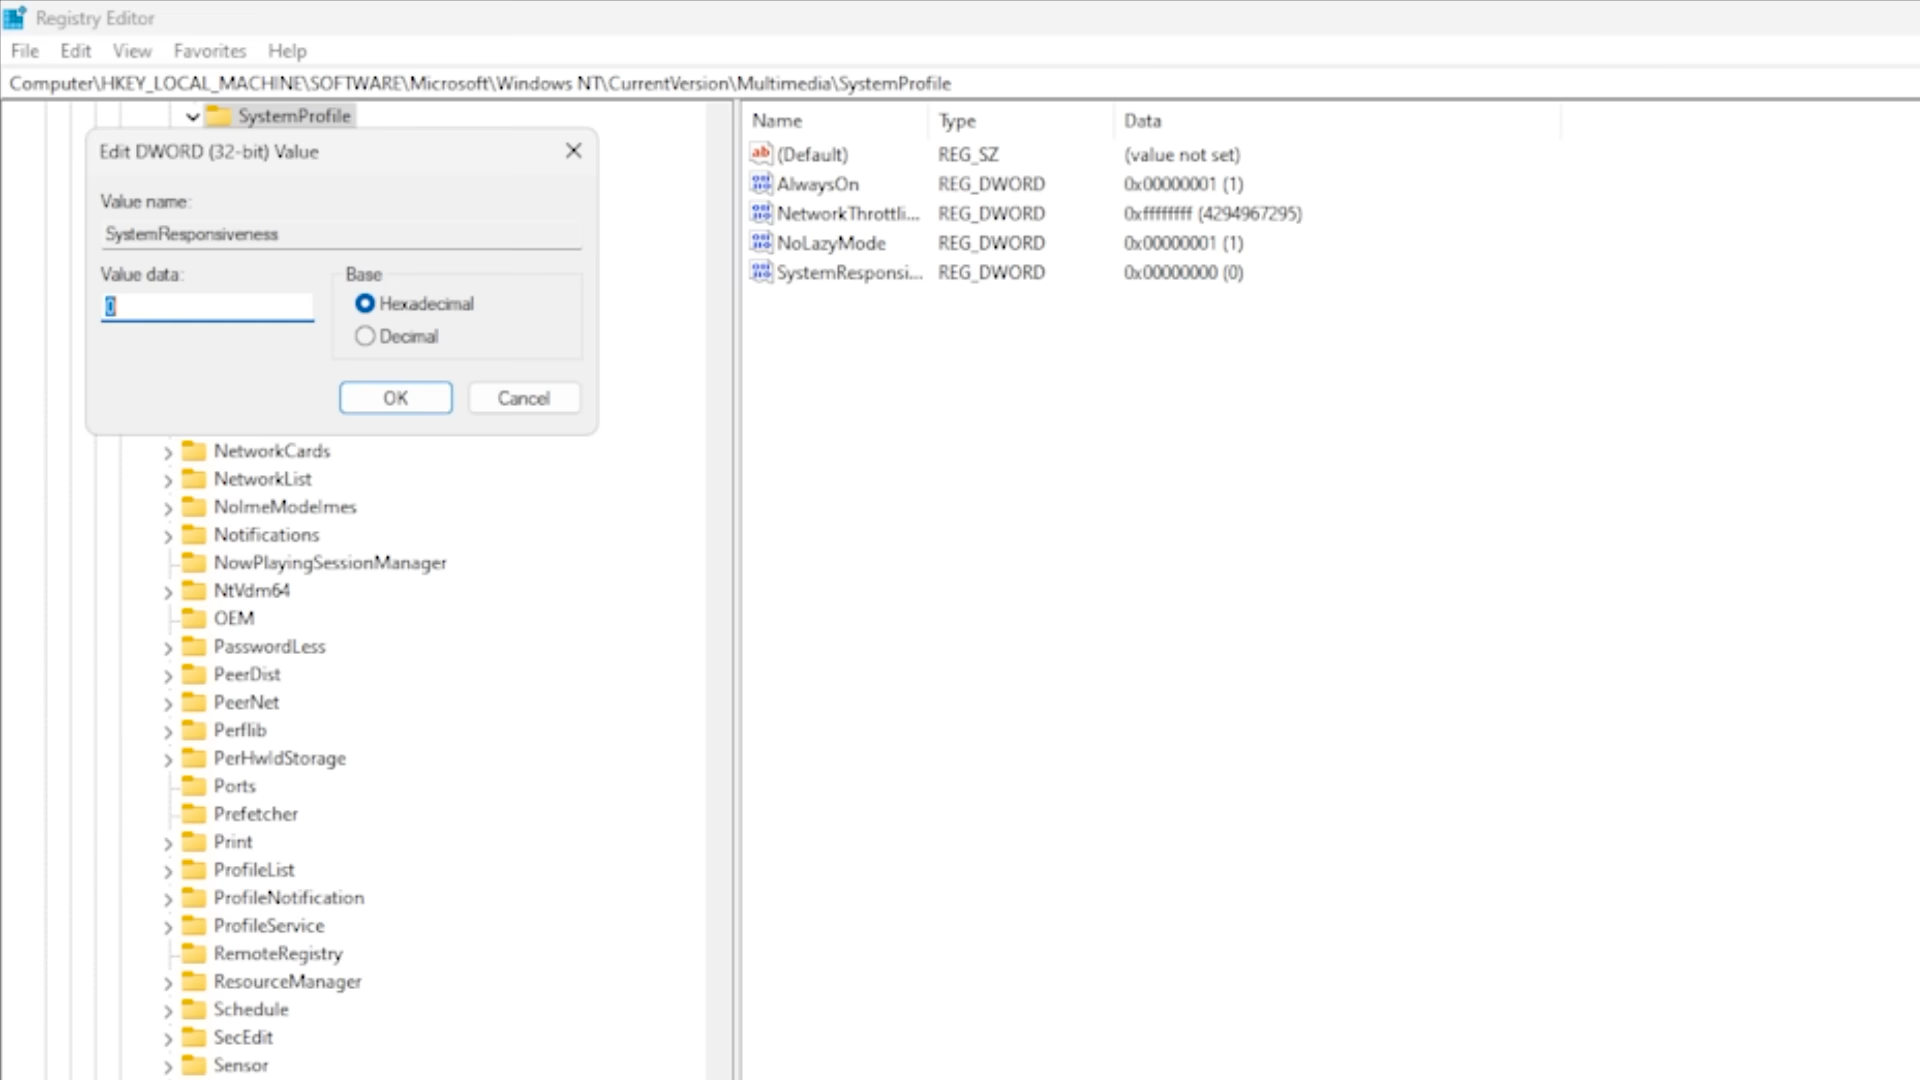 Registry Editor
File Edit View Favorites Help
Computer\HKEY_LOCAL_MACHINE\SOFTWARE\Microsoft\Windows NT\CurrentVersion\Multimedia\SystemProfile
SystemProfile
Edit DWORD (32-bit) Value
Value name:
SystemResponsiveness
Value data:
0
Base
Hexadecimal
Decimal
OK Cancel
NetworkCards
NetworkList
NoImeModeImes
Notifications
NowPlayingSessionManager
NtVdm64
OEM
PasswordLess
PeerDist
PeerNet
Perflib
PerHwIdStorage
Ports
Prefetcher
Print
ProfileList
ProfileNotification
ProfileService
RemoteRegistry
ResourceManager
Schedule
SecEdit
Sensor
Name Type Data
ab (Default) REG_SZ (value not set)
AlwaysOn REG_DWORD 0x00000001 (1)
NetworkThrottli... REG_DWORD 0xffffffff (4294967295)
NoLazyMode REG_DWORD 0x00000001 (1)
SystemResponsi... REG_DWORD 0x00000000 (0)